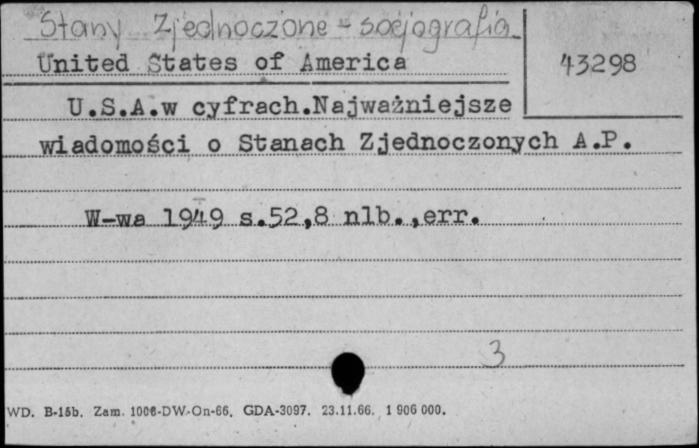 Stany Zjednoczone - socjografia
United States of America
43298
U.S.A.w cyfrach.Najważniejsze
wiadomości o Stanach Zjednoczonych A.P.
W-wa 1949 s.52,8 nlb.,err.
3
WD. B-15b. Zam. 1006-DW-On-66. GDA-3097. 23.11.66. 1 906 000.